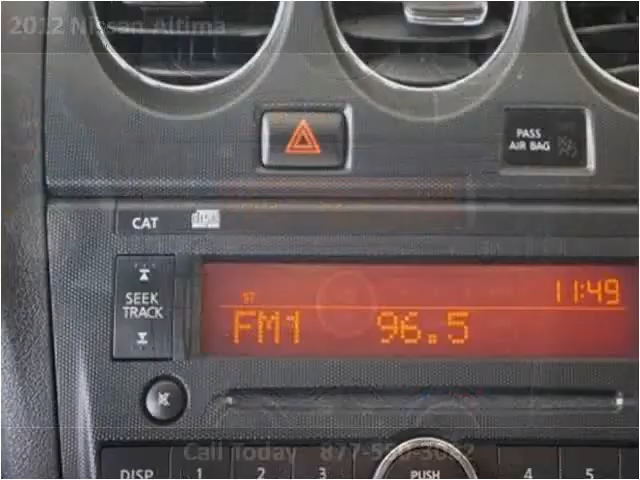 2012 Nissan Altima
PASS
AIR BAG
CAT
SEEK
TRACK
ST
11:49
FM1 96.5
Call Today
DISP 1 2 3 PUSH 4 5